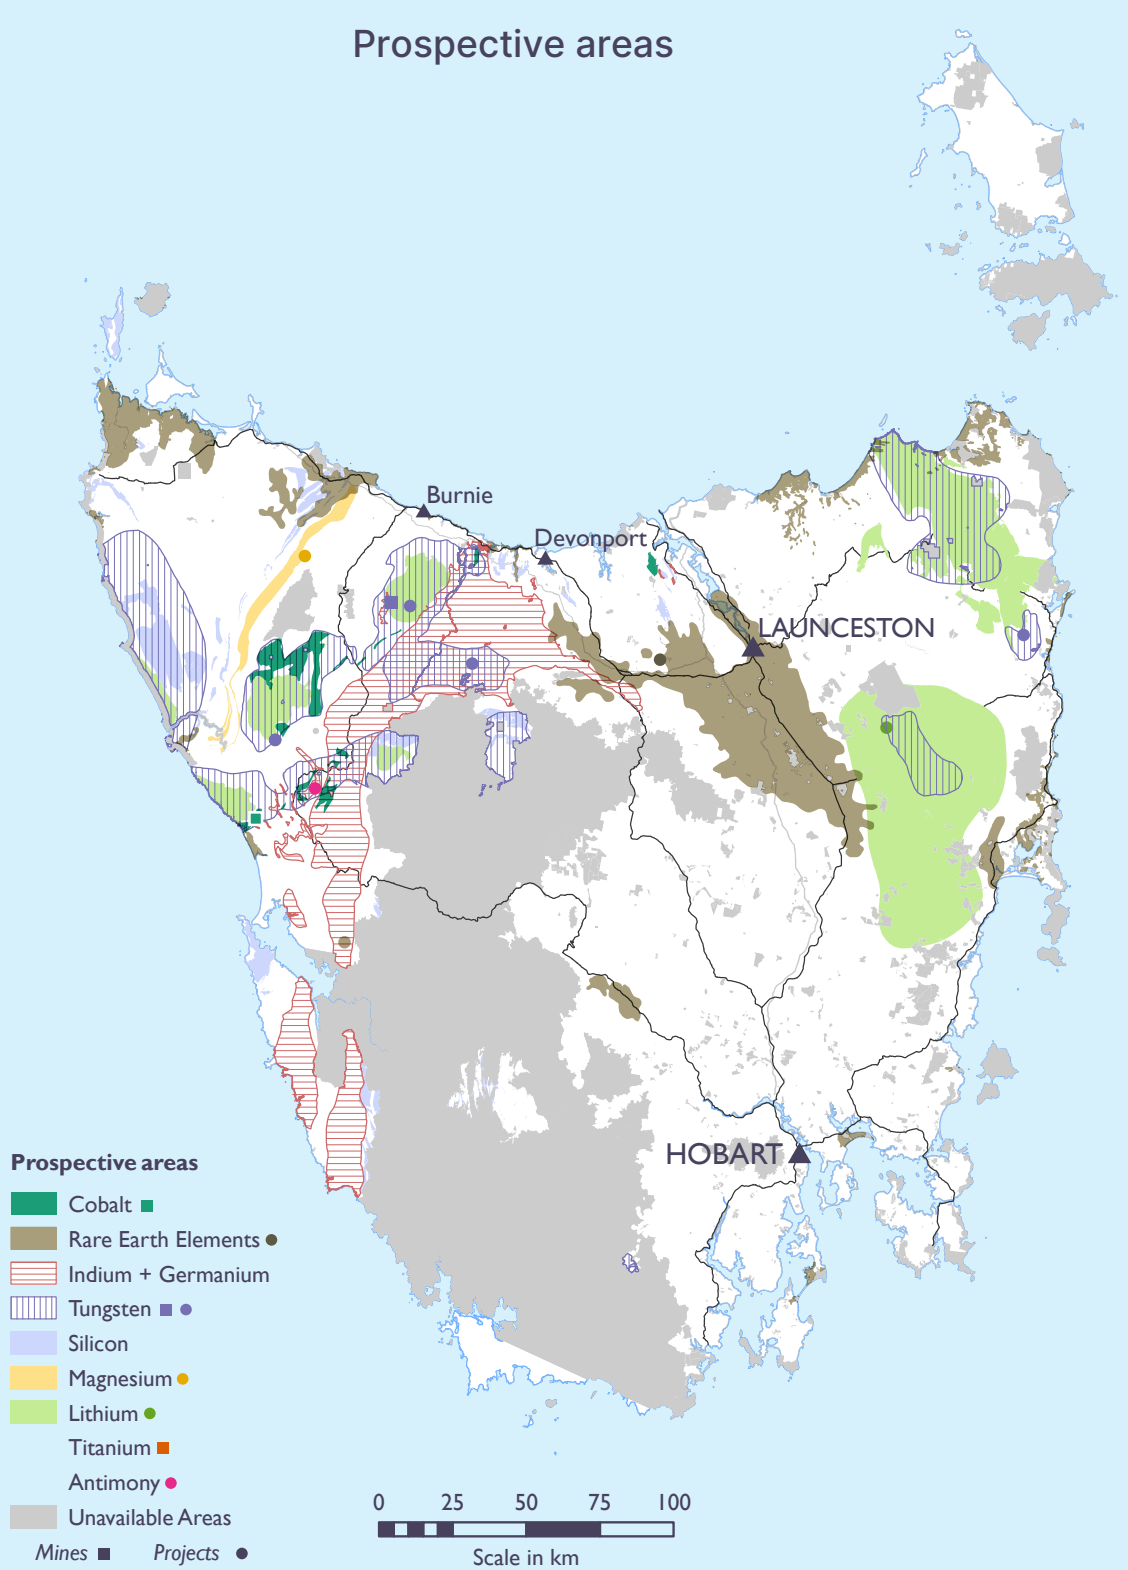 Prospective areas
Burnie
Devonport
LAUNCESTON
HOBART
Prospective areas
Cobalt
Rare Earth Elements
Indium + Germanium
Tungsten
Silicon
Magnesium
Lithium
Titanium
Antimony
Unavailable Areas
Mines Projects
0 25 50 75 100
Scale in km